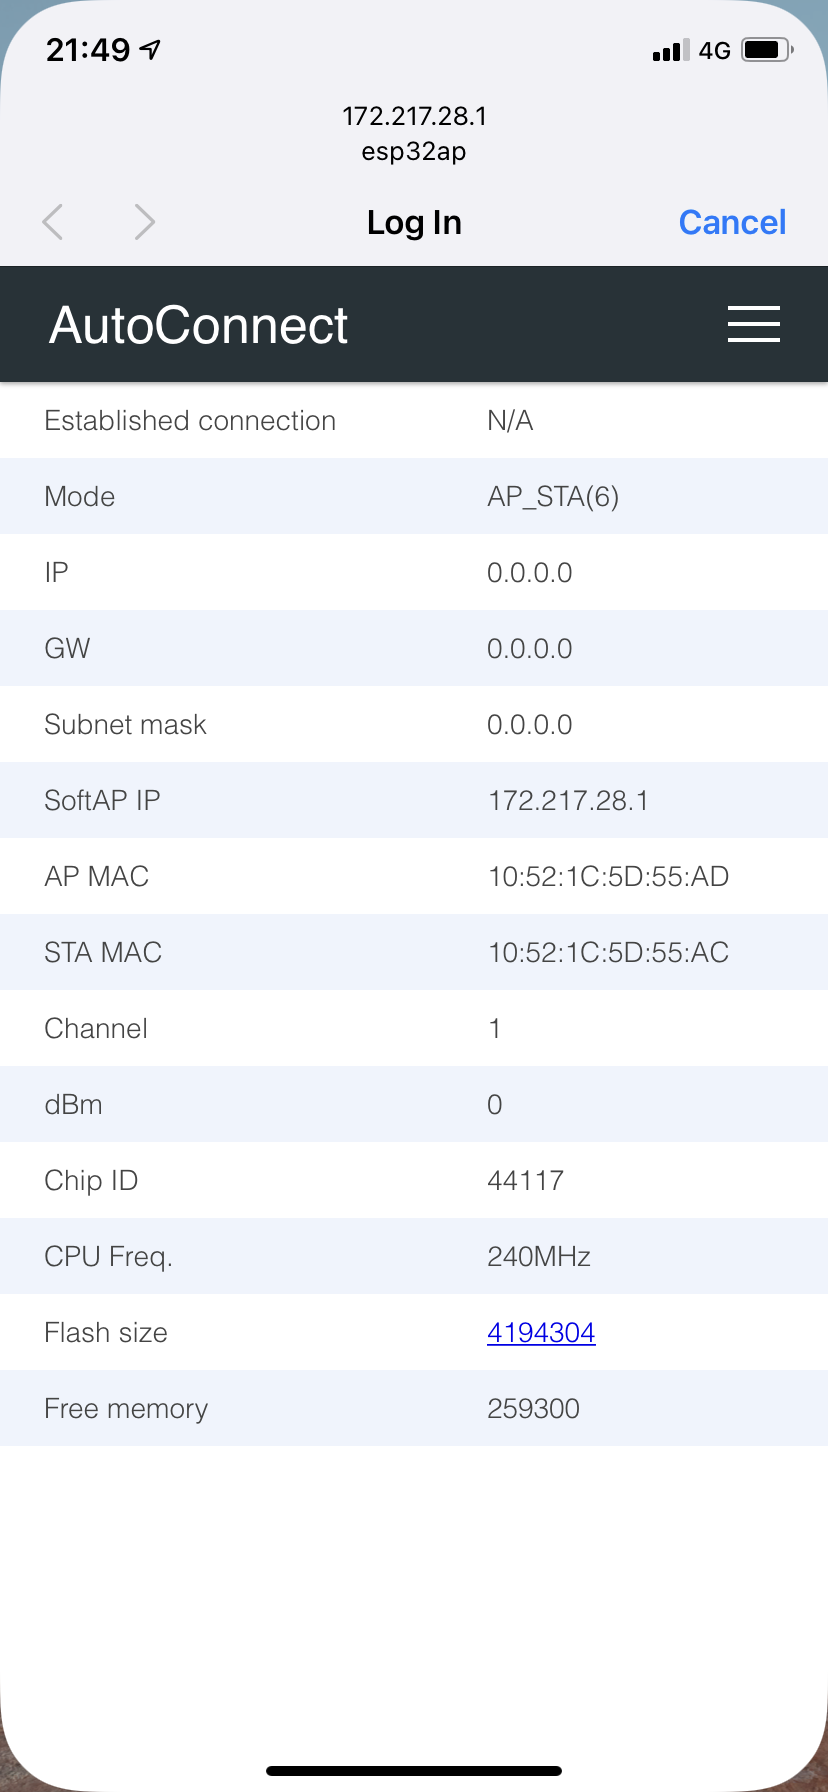 21:49 4G
172.217.28.1
esp32ap
Log In Cancel
AutoConnect
Established connection N/A
Mode AP_STA(6)
IP 0.0.0.0
GW 0.0.0.0
Subnet mask 0.0.0.0
SoftAP IP 172.217.28.1
AP MAC 10:52:1C:5D:55:AD
STA MAC 10:52:1C:5D:55:AC
Channel 1
dBm 0
Chip ID 44117
CPU Freq. 240MHz
Flash size 4194304
Free memory 259300